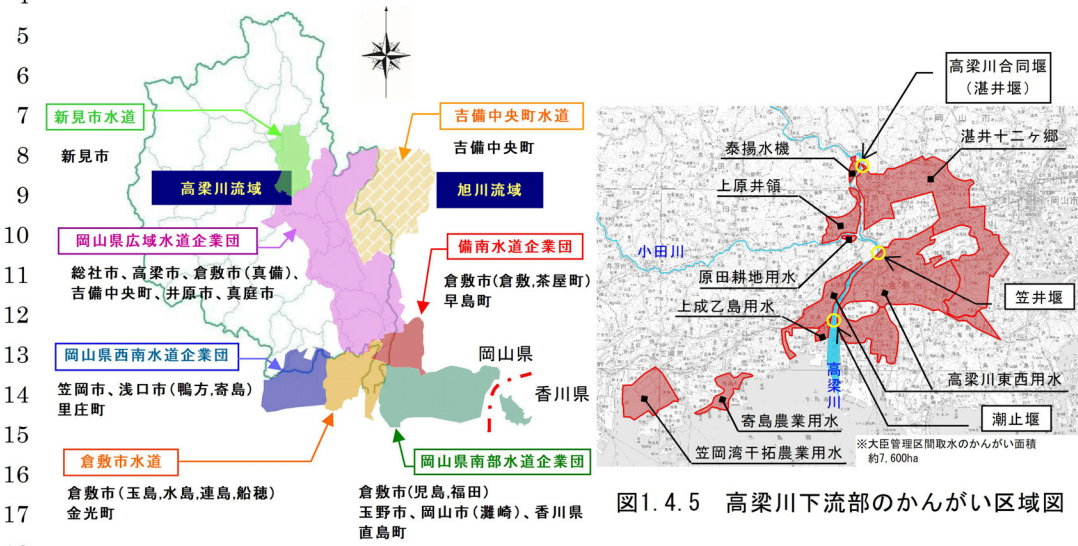 5
6
7
8
9
10
11
12
13
14
15
16
17
新見市水道
新見市
吉備中央町水道
吉備中央町
高梁川流域
旭川流域
岡山県広域水道企業団
総社市、高梁市、倉敷市(真備)、
吉備中央町、井原市、真庭市
備南水道企業団
倉敷市(倉敷,茶屋町)
早島町
岡山県西南水道企業団
笠岡市、浅口市(鴨方,寄島)
里庄町
岡山県
香川県
倉敷市水道
倉敷市(玉島,水島,連島,船穂)
金光町
岡山県南部水道企業団
倉敷市(児島,福田)
玉野市、岡山市(灘崎)、香川県
直島町
高梁川合同堰
(湛井堰)
湛井十二ヶ郷
秦揚水機
上原井領
小田川
原田耕地用水
笠井堰
上成乙島用水
高梁川
高梁川東西用水
寄島農業用水
潮止堰
笠岡湾干拓農業用水
※大臣管理区間取水のかんがい面積
約7,600ha
図1.4.5 高梁川下流部のかんがい区域図